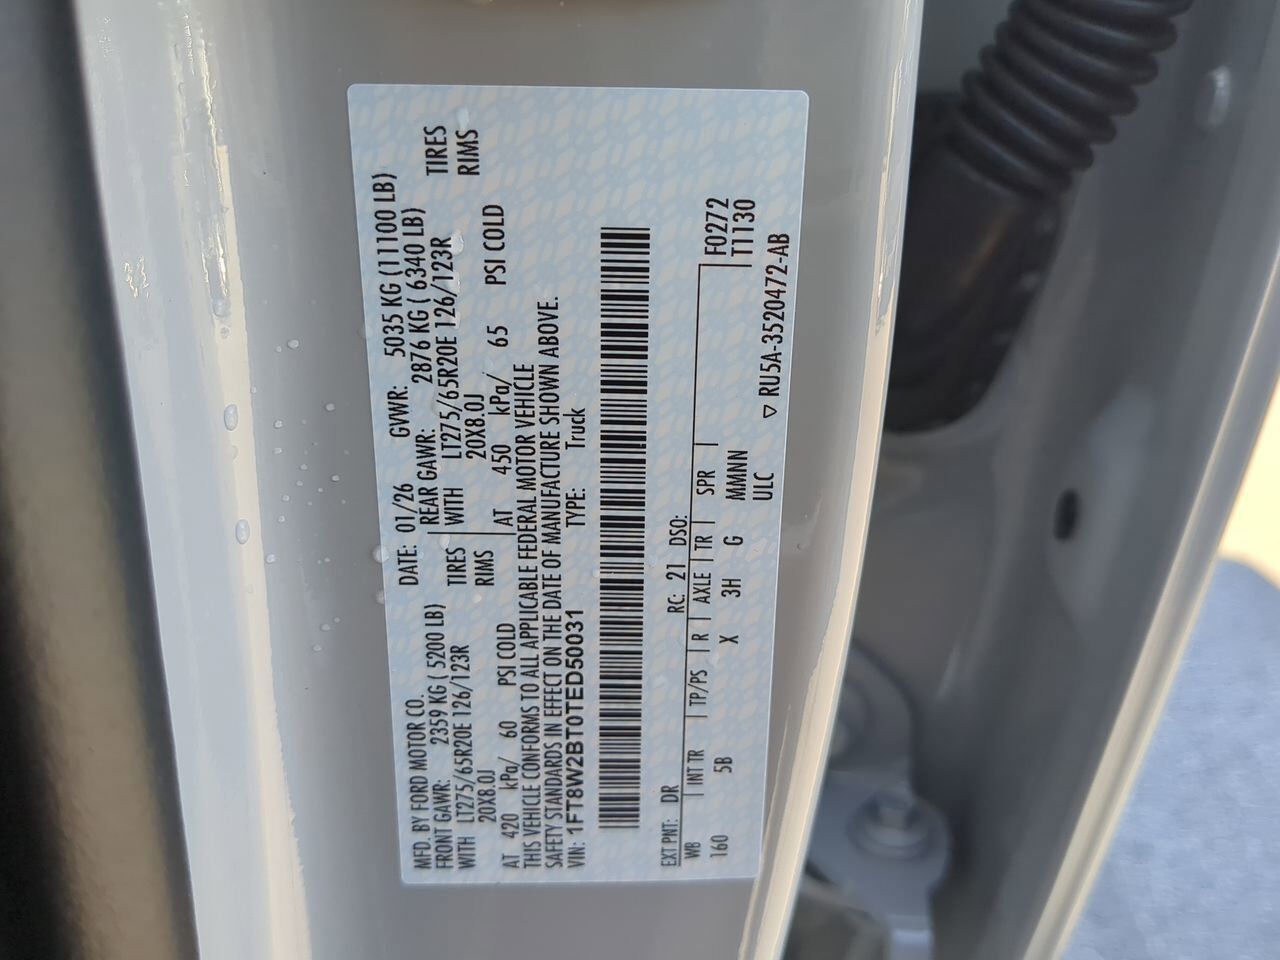 MFD. BY FORD MOTOR CO.
DATE: 01/26 GVWR: 5035 KG (11100 LB)
FRONT GAWR: 2359 KG ( 5200 LB)
REAR GAWR: 2876 KG ( 6340 LB)
WITH LT275/65R20E 126/123R TIRES
WITH LT275/65R20E 126/123R TIRES
20X8.0J RIMS
20X8.0J RIMS
AT 420 kPa/ 60 PSI COLD
AT 450 kPa/ 65 PSI COLD
THIS VEHICLE CONFORMS TO ALL APPLICABLE FEDERAL MOTOR VEHICLE
SAFETY STANDARDS IN EFFECT ON THE DATE OF MANUFACTURE SHOWN ABOVE.
VIN: 1FT8W2BT0TED50031 TYPE: Truck
EXT PNT: DR RC: 21 DSO: F0272
WB INT TR TP/PS R AXLE TR SPR T1130
160 5B X 3H G MMNN
ULC
▽ RU5A-3520472-AB